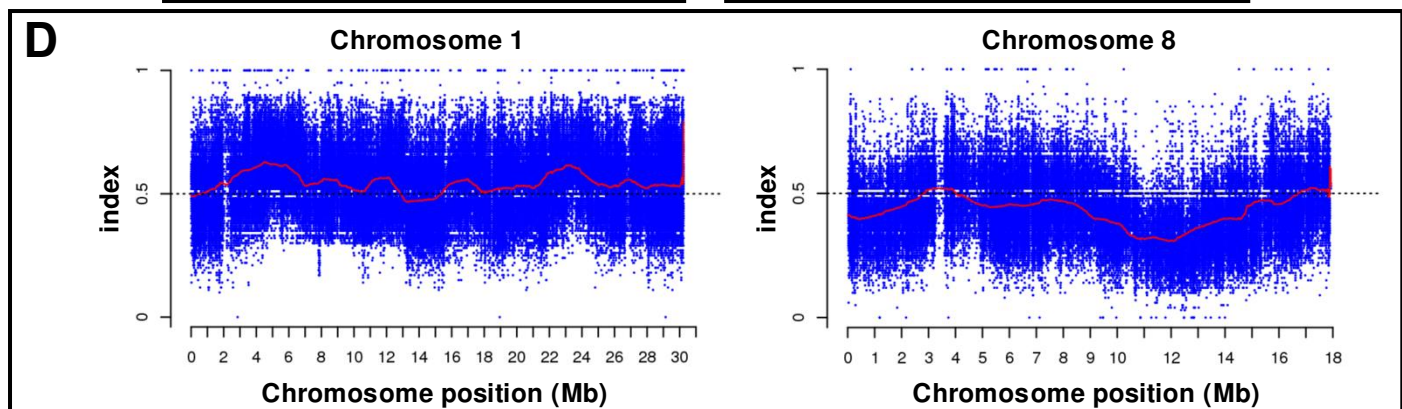 D
Chromosome 1
index
1
0.5
0
0 2 4 6 8 10 12 14 16 18 20 22 24 26 28 30
Chromosome position (Mb)
Chromosome 8
index
1
0.5
0
0 1 2 3 4 5 6 7 8 9 10 12 14 16 18
Chromosome position (Mb)